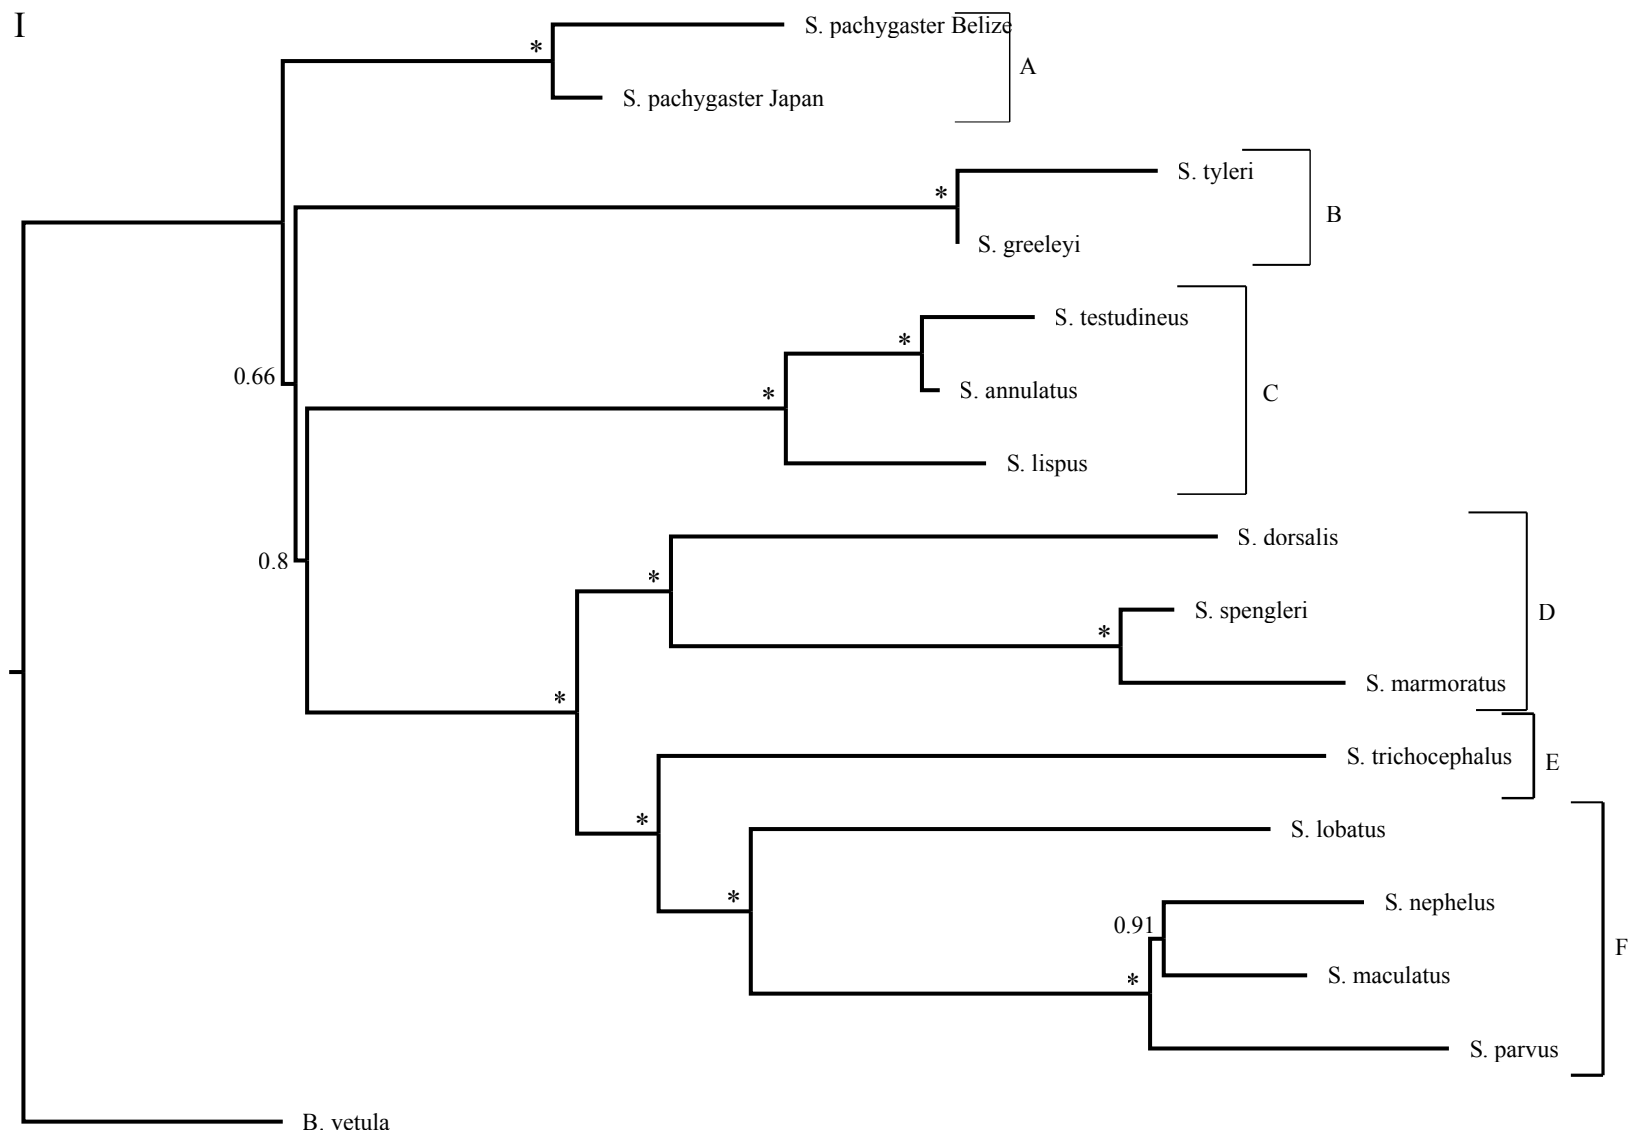 I
S. pachygaster Belize
*
A
S. pachygaster Japan
S. tyleri
*
B
S. greeleyi
S. testudineus
*
0.66
*
S. annulatus
C
S. lispus
S. dorsalis
0.8
*
S. spengleri
D
*
S. marmoratus
*
S. trichocephalus
E
*
S. lobatus
*
S. nephelus
0.91
F
*
S. maculatus
S. parvus
B. vetula